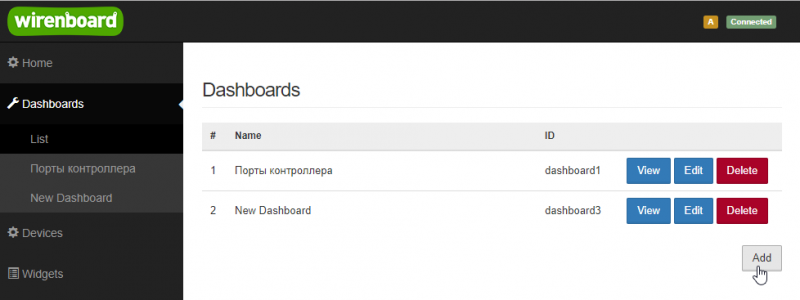 wirenboard
A Connected
Home
Dashboards
List
Порты контроллера
New Dashboard
Devices
Widgets
Dashboards
# Name ID
1 Порты контроллера dashboard1 View Edit Delete
2 New Dashboard dashboard3 View Edit Delete
Add